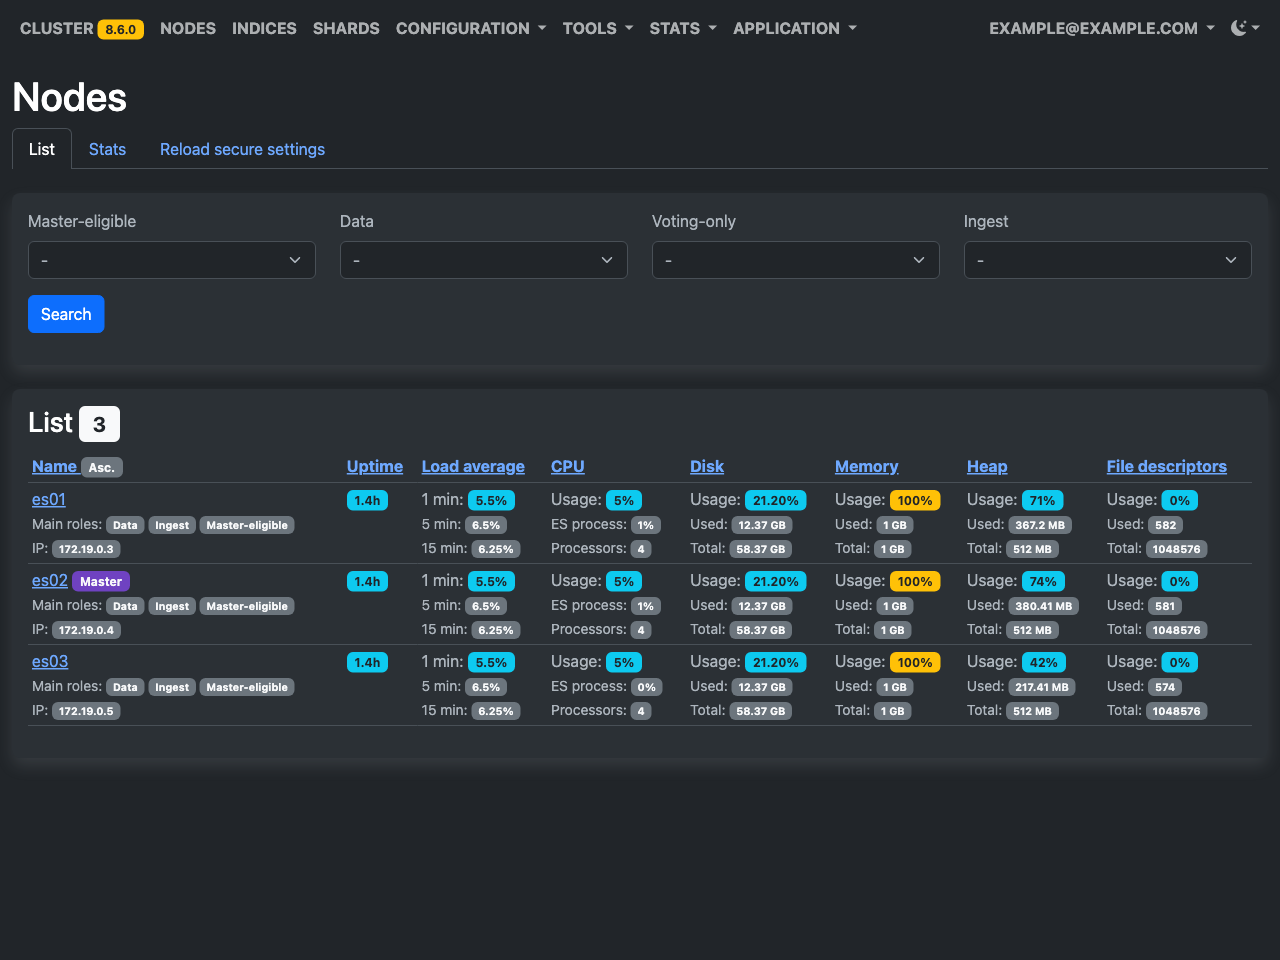 CLUSTER 8.6.0 NODES INDICES SHARDS CONFIGURATION TOOLS STATS APPLICATION EXAMPLE@EXAMPLE.COM
Nodes
List Stats Reload secure settings
Master-eligible Data Voting-only Ingest
- - - -
Search
List 3
Name Asc. Uptime Load average CPU Disk Memory Heap File descriptors
es01 1.4h 1 min: 5.5% Usage: 5% Usage: 21.20% Usage: 100% Usage: 71% Usage: 0%
Main roles: Data Ingest Master-eligible 5 min: 6.5% ES process: 1% Used: 12.37 GB Used: 1 GB Used: 367.2 MB Used: 582
IP: 172.19.0.3 15 min: 6.25% Processors: 4 Total: 58.37 GB Total: 1 GB Total: 512 MB Total: 1048576
es02 Master 1.4h 1 min: 5.5% Usage: 5% Usage: 21.20% Usage: 100% Usage: 74% Usage: 0%
Main roles: Data Ingest Master-eligible 5 min: 6.5% ES process: 1% Used: 12.37 GB Used: 1 GB Used: 380.41 MB Used: 581
IP: 172.19.0.4 15 min: 6.25% Processors: 4 Total: 58.37 GB Total: 1 GB Total: 512 MB Total: 1048576
es03 1.4h 1 min: 5.5% Usage: 5% Usage: 21.20% Usage: 100% Usage: 42% Usage: 0%
Main roles: Data Ingest Master-eligible 5 min: 6.5% ES process: 0% Used: 12.37 GB Used: 1 GB Used: 217.41 MB Used: 574
IP: 172.19.0.5 15 min: 6.25% Processors: 4 Total: 58.37 GB Total: 1 GB Total: 512 MB Total: 1048576